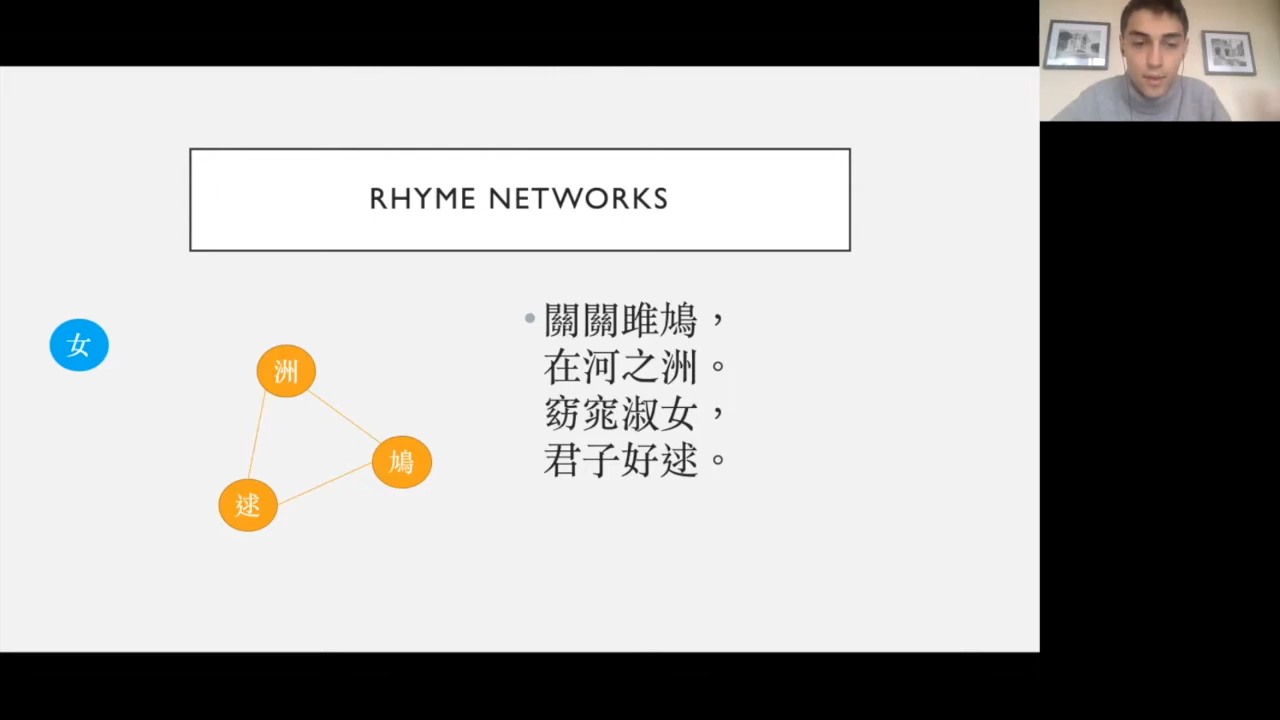 RHYME NETWORKS
女
洲
鳩
逑
關關雎鳩，
在河之洲。
窈窕淑女，
君子好逑。